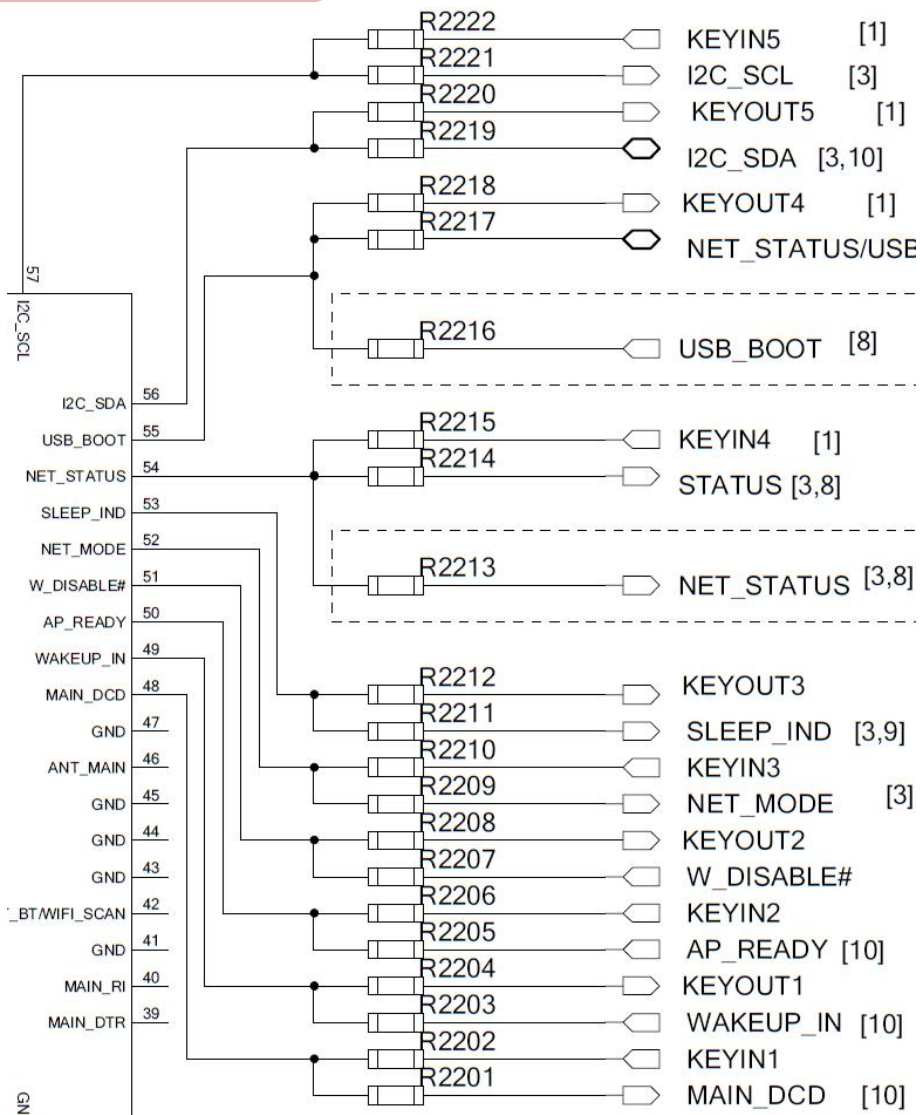 R2222 KEYIN5 [1]
R2221 I2C_SCL [3]
R2220 KEYOUT5 [1]
R2219 I2C_SDA [3,10]
R2218 KEYOUT4 [1]
R2217 NET_STATUS/USB
57
I2C_SCL
R2216 USB_BOOT [8]
I2C_SDA 56
USB_BOOT 55
R2215 KEYIN4 [1]
NET_STATUS 54
R2214 STATUS [3,8]
SLEEP_IND 53
NET_MODE 52
W_DISABLE# 51
R2213 NET_STATUS [3,8]
AP_READY 50
WAKEUP_IN 49
MAIN_DCD 48
R2212 KEYOUT3
GND 47
R2211 SLEEP_IND [3,9]
ANT_MAIN 46
R2210 KEYIN3
GND 45
R2209 NET_MODE [3]
GND 44
R2208 KEYOUT2
GND 43
R2207 W_DISABLE#
_BT/WIFI_SCAN 42
R2206 KEYIN2
GND 41
R2205 AP_READY [10]
MAIN_RI 40
R2204 KEYOUT1
MAIN_DTR 39
R2203 WAKEUP_IN [10]
R2202 KEYIN1
R2201 MAIN_DCD [10]
GN